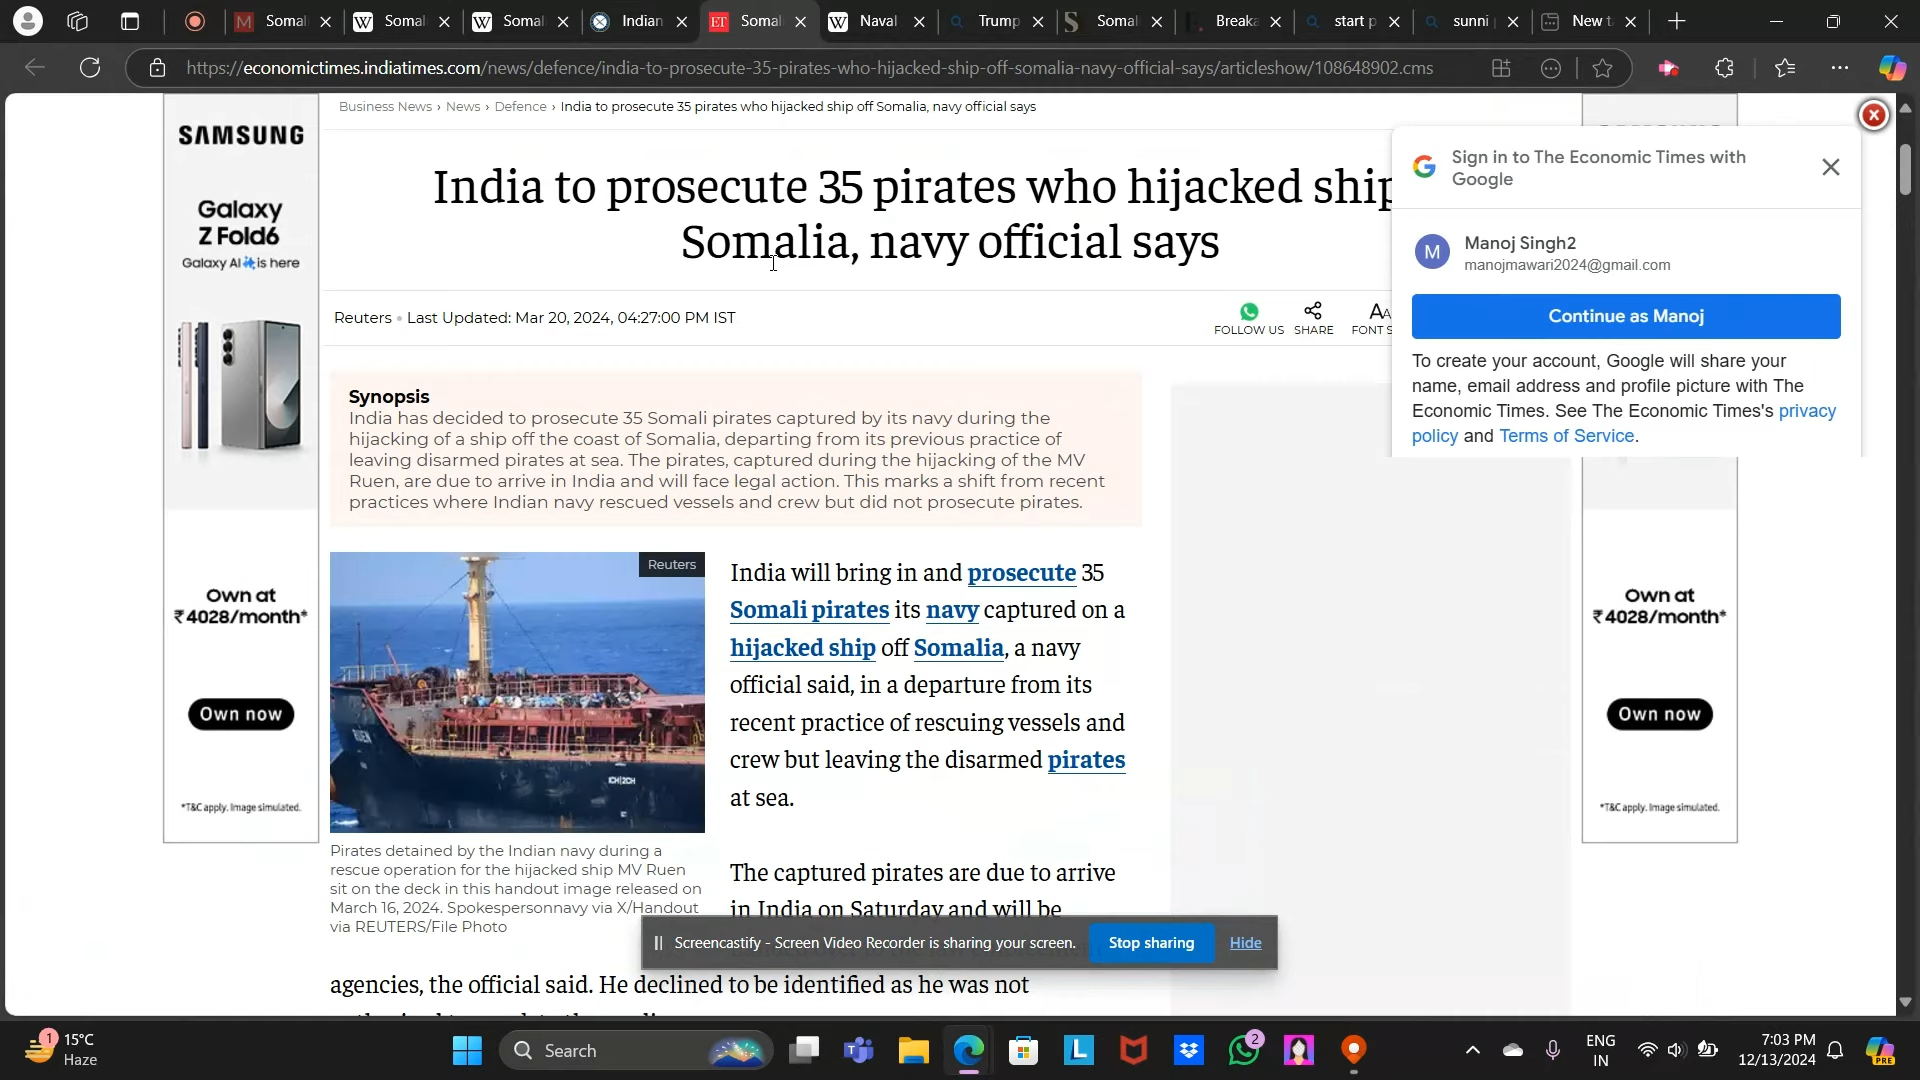 Somal
Somal
Somal
Indian
ET
Somal
Naval
Trump
Somal
Breaka
start p
sunni
New t
https://economictimes.indiatimes.com/news/defence/india-to-prosecute-35-pirates-who-hijacked-ship-off-somalia-navy-official-says/articleshow/108648902.cms
Business News › News › Defence › India to prosecute 35 pirates who hijacked ship off Somalia, navy official says
India to prosecute 35 pirates who hijacked ship
Somalia, navy official says
Reuters • Last Updated: Mar 20, 2024, 04:27:00 PM IST
FOLLOW US
SHARE
FONT S
SAMSUNG
Galaxy
Z Fold6
Galaxy AI is here
Own at
₹4028/month*
Own now
*T&C apply. Image simulated.
Sign in to The Economic Times with
Google
M
Manoj Singh2
manojmawari2024@gmail.com
Continue as Manoj
To create your account, Google will share your
name, email address and profile picture with The
Economic Times. See The Economic Times's privacy
policy and Terms of Service.
Synopsis
India has decided to prosecute 35 Somali pirates captured by its navy during the
hijacking of a ship off the coast of Somalia, departing from its previous practice of
leaving disarmed pirates at sea. The pirates, captured during the hijacking of the MV
Ruen, are due to arrive in India and will face legal action. This marks a shift from recent
practices where Indian navy rescued vessels and crew but did not prosecute pirates.
Reuters
RUEN
Pirates detained by the Indian navy during a
rescue operation for the hijacked ship MV Ruen
sit on the deck in this handout image released on
March 16, 2024. Spokespersonnavy via X/Handout
via REUTERS/File Photo
India will bring in and prosecute 35
Somali pirates its navy captured on a
hijacked ship off Somalia, a navy
official said, in a departure from its
recent practice of rescuing vessels and
crew but leaving the disarmed pirates
at sea.
The captured pirates are due to arrive
in India on Saturday and will be
agencies, the official said. He declined to be identified as he was not
Own at
₹4028/month*
Own now
*T&C apply. Image simulated.
Screencastify - Screen Video Recorder is sharing your screen.
Stop sharing
Hide
1
15°C
Haze
Search
2
ENG
IN
7:03 PM
12/13/2024
PRE